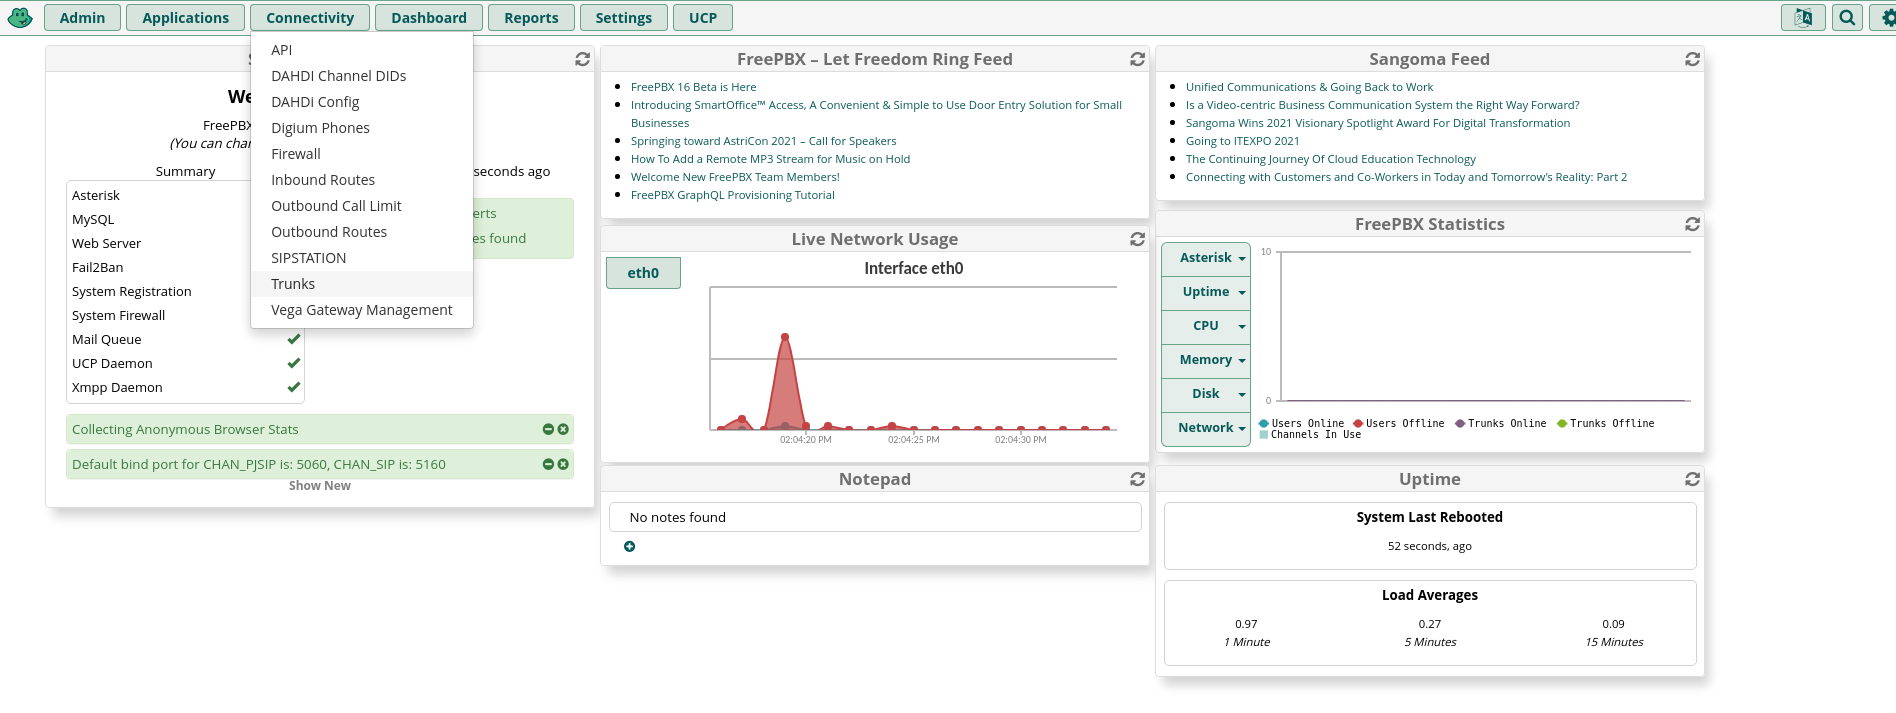 Admin
Applications
Connectivity
Dashboard
Reports
Settings
UCP
API
DAHDI Channel DIDs
DAHDi Config
Digium Phones
Firewall
Inbound Routes
Outbound Call Limit
Outbound Routes
SIPSTATION
Trunks
Vega Gateway Management
FreePBX
(You can
Summary
seconds ago
Asterisk
MySQL
Web Server
Fail2Ban
System Registration
System Firewall
Mail Queue
UCP Daemon
Xmpp Daemon
found
Collecting Anonymous Browser Stats
Default bind port for CHAN_PJSIP is: 5060, CHAN_SIP is: 5160
Show New
FreePBX – Let Freedom Ring Feed
FreePBX 16 Beta is Here
Introducing SmartOffice™ Access, A Convenient & Simple to Use Door Entry Solution for Small
Businesses
Springing toward AstriCon 2021 – Call for Speakers
How To Add a Remote MP3 Stream for Music on Hold
Welcome New FreePBX Team Members!
FreePBX GraphQL Provisioning Tutorial
Live Network Usage
eth0
Interface eth0
02:04:20 PM
02:04:25 PM
02:04:30 PM
Notepad
No notes found
Sangoma Feed
Unified Communications & Going Back to Work
Is a Video-centric Business Communication System the Right Way Forward?
Sangoma Wins 2021 Visionary Spotlight Award For Digital Transformation
Going to ITEXPO 2021
The Continuing Journey Of Cloud Education Technology
Connecting with Customers and Co-Workers in Today and Tomorrow's Reality: Part 2
FreePBX Statistics
Asterisk
Uptime
CPU
Memory
Disk
Network
10
0
Users Online Users Offline Trunks Online Trunks Offline
Channels In Use
Uptime
System Last Rebooted
52 seconds, ago
Load Averages
0.97 0.27 0.09
1 Minute 5 Minutes 15 Minutes